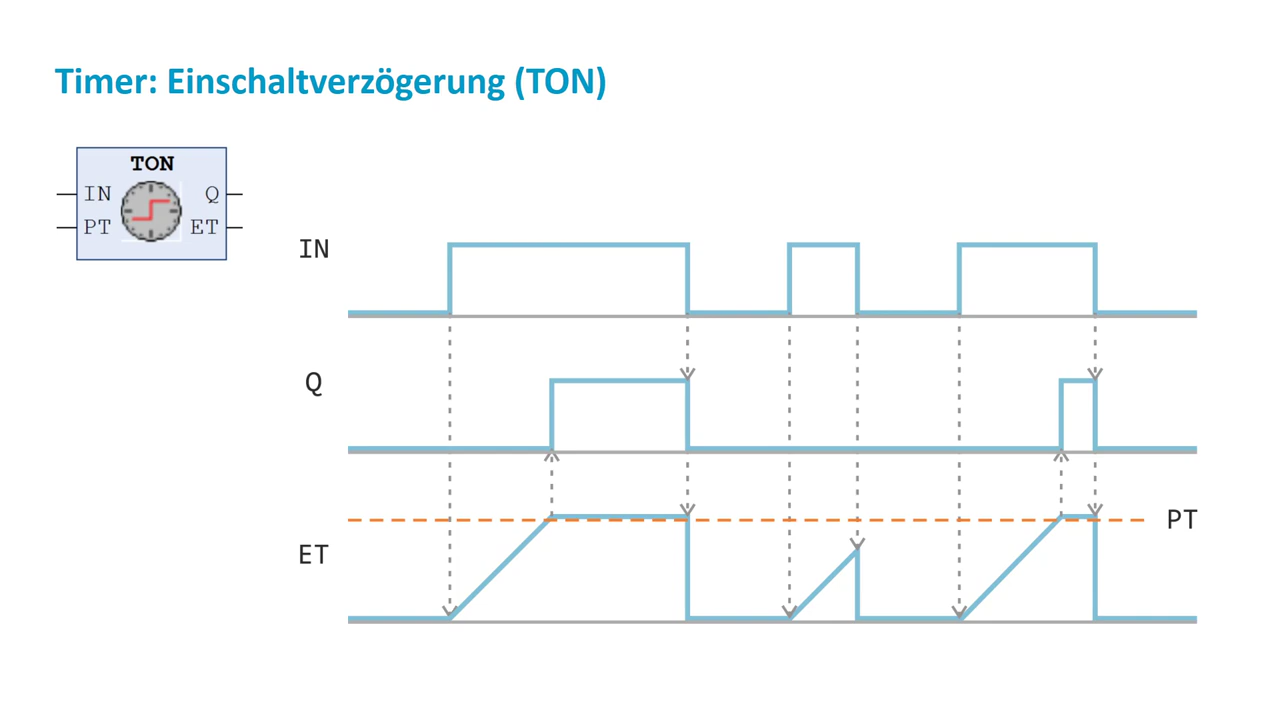 Timer: Einschaltverzögerung (TON)
TON
IN Q
PT ET
IN
Q
PT
ET